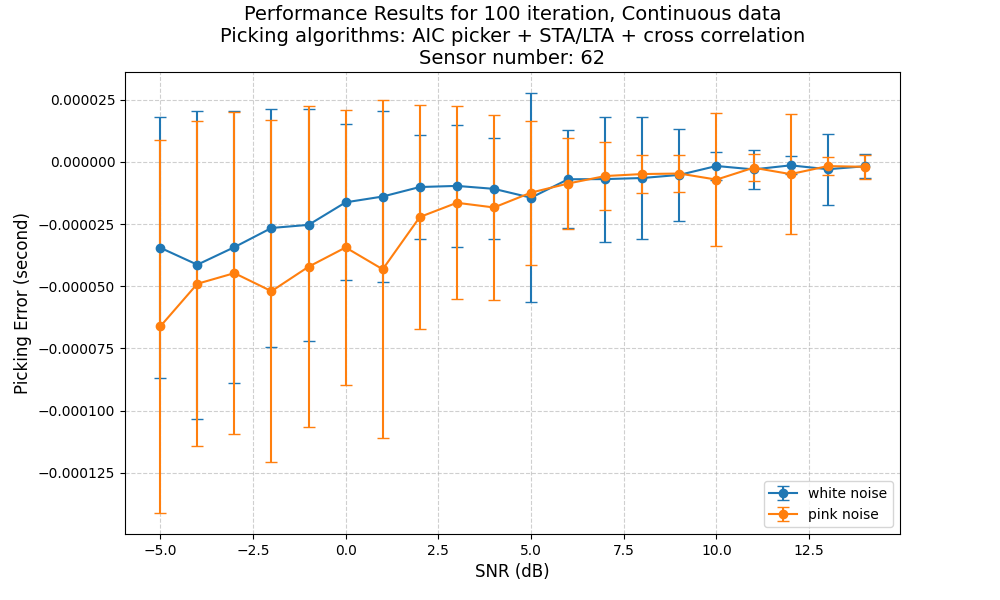 Performance Results for 100 iteration, Continuous data
Picking algorithms: AIC picker + STA/LTA + cross correlation
Sensor number: 62
Picking Error (second)
0.000025
0.000000
−0.000025
−0.000050
−0.000075
−0.000100
−0.000125
−5.0
−2.5
0.0
2.5
5.0
7.5
10.0
12.5
SNR (dB)
white noise
pink noise